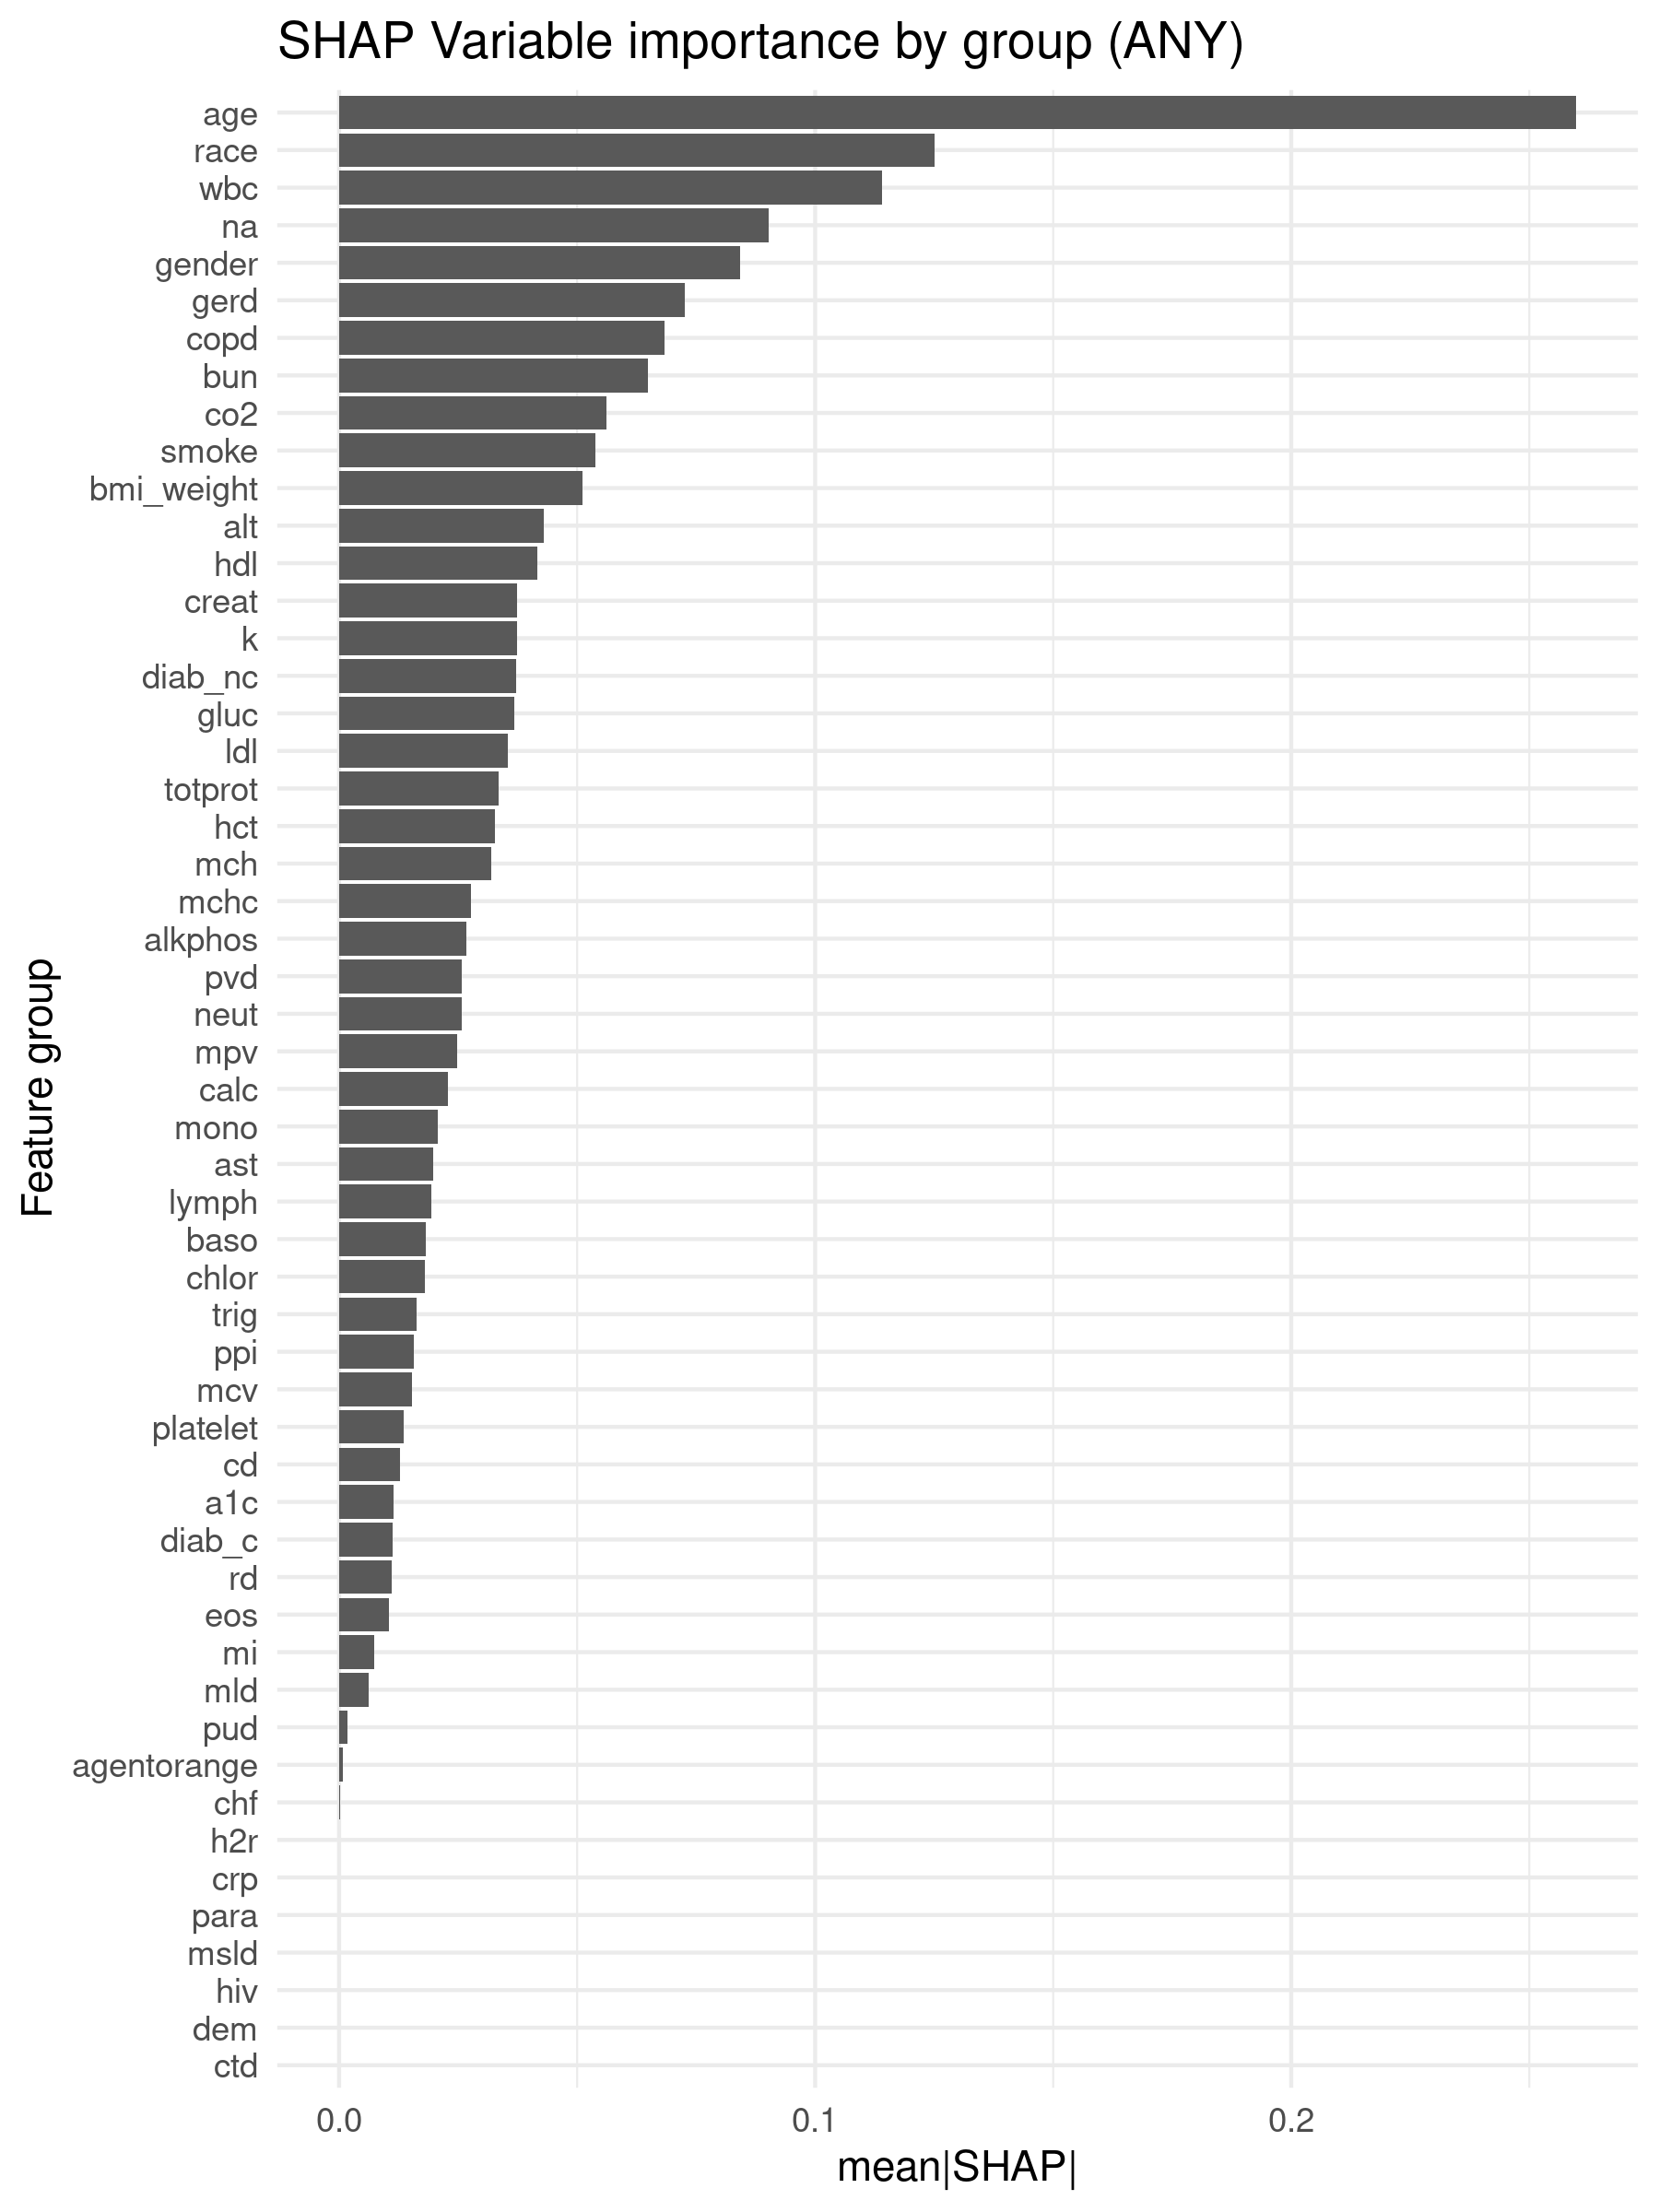 SHAP Variable importance by group (ANY)
age
race
wbc
na
gender
gerd
copd
bun
co2
smoke
bmi_weight
alt
hdl
creat
k
diab_nc
gluc
ldl
totprot
hct
mch
mchc
alkphos
pvd
neut
mpv
calc
mono
ast
lymph
baso
chlor
trig
ppi
mcv
platelet
cd
a1c
diab_c
rd
eos
mi
mld
pud
agentorange
chf
h2r
crp
para
msld
hiv
dem
ctd
Feature group
0.0
0.1
0.2
mean|SHAP|